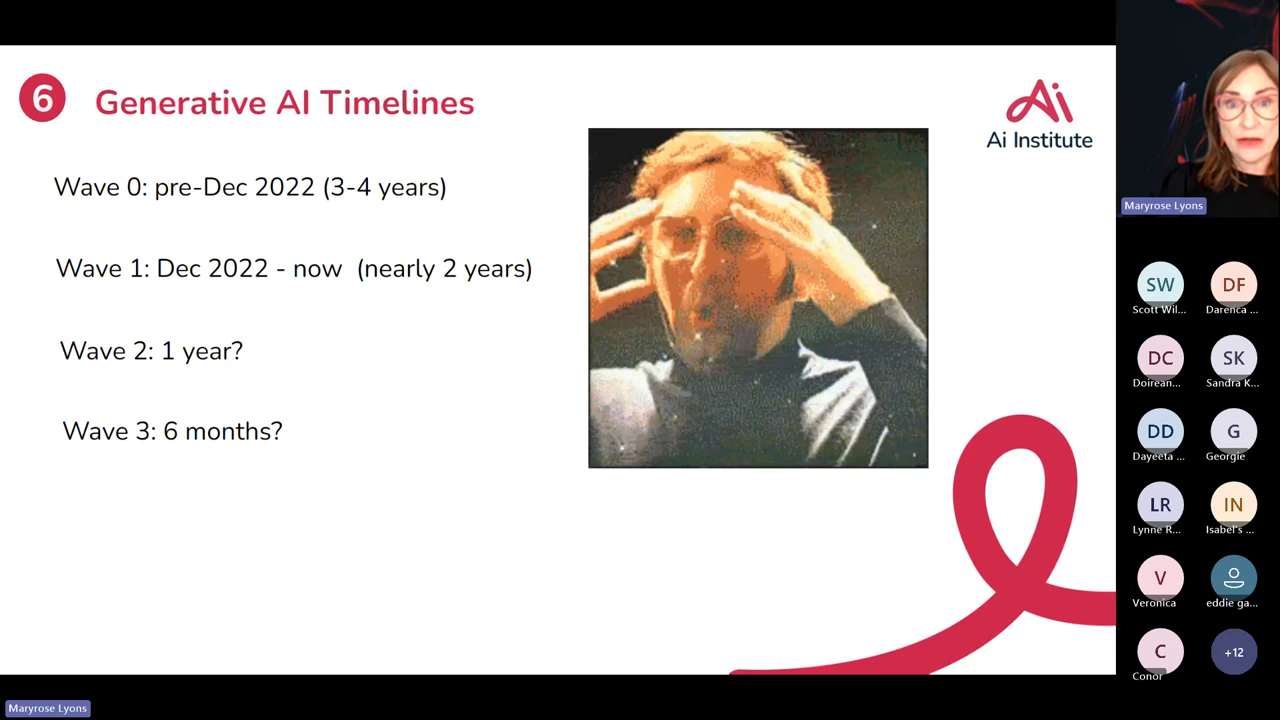 6
Generative AI Timelines
Ai
Ai Institute
Wave 0: pre-Dec 2022 (3-4 years)
Wave 1: Dec 2022 - now (nearly 2 years)
Wave 2: 1 year?
Wave 3: 6 months?
Maryrose Lyons
SW
DF
Scott Wil...
Darenca ...
DC
SK
Doirean...
Sandra K...
DD
G
Dayeeta ...
Georgie
LR
IN
Lynne R...
Isabel's ...
V
Veronica
eddie ga...
C
+12
Conor
Maryrose Lyons